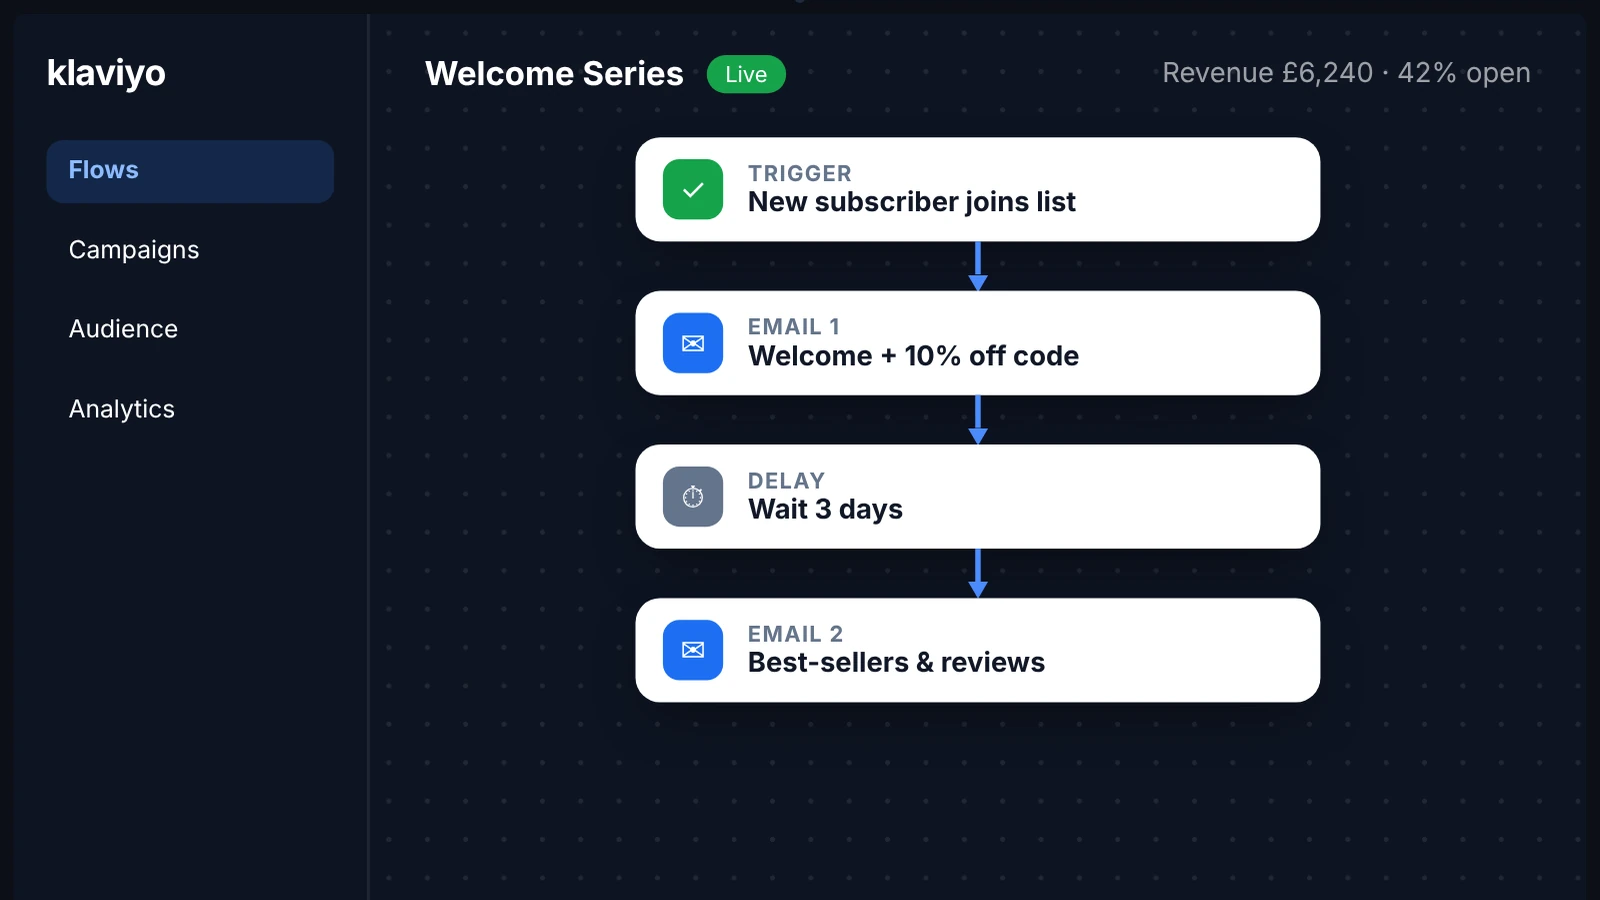 klaviyo
Flows
Campaigns
Audience
Analytics
Welcome Series
Live
Revenue £6,240 · 42% open
TRIGGER
New subscriber joins list
EMAIL 1
Welcome + 10% off code
DELAY
Wait 3 days
EMAIL 2
Best-sellers & reviews